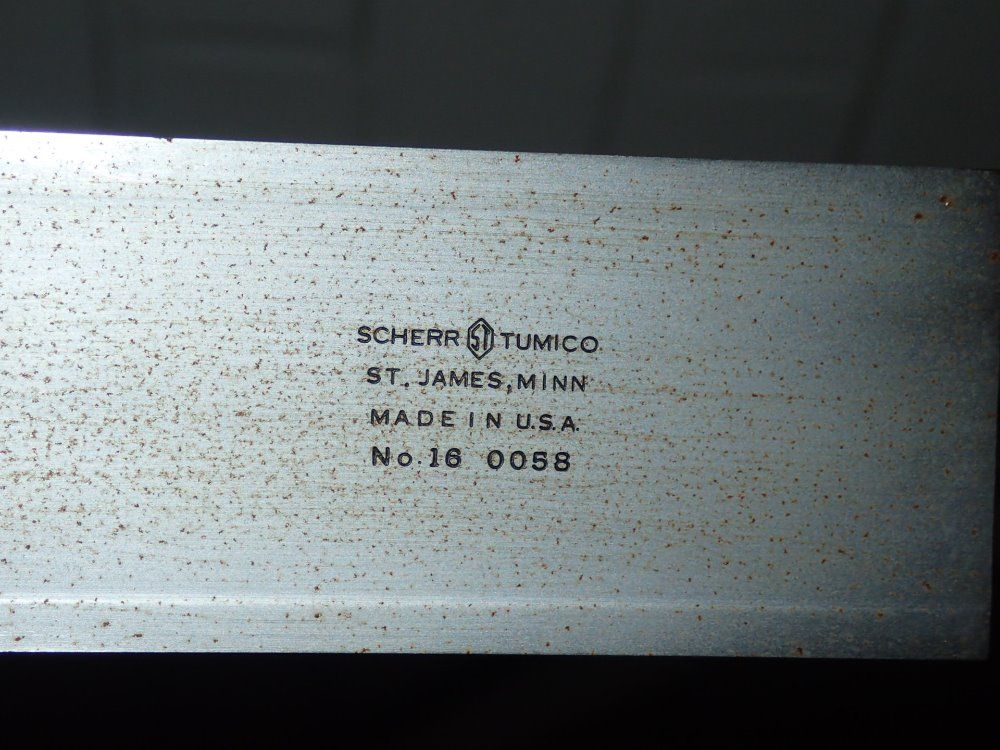 SCHERR ST TUMICO
ST. JAMES, MINN
MADE IN U.S.A.
No. 16 0058